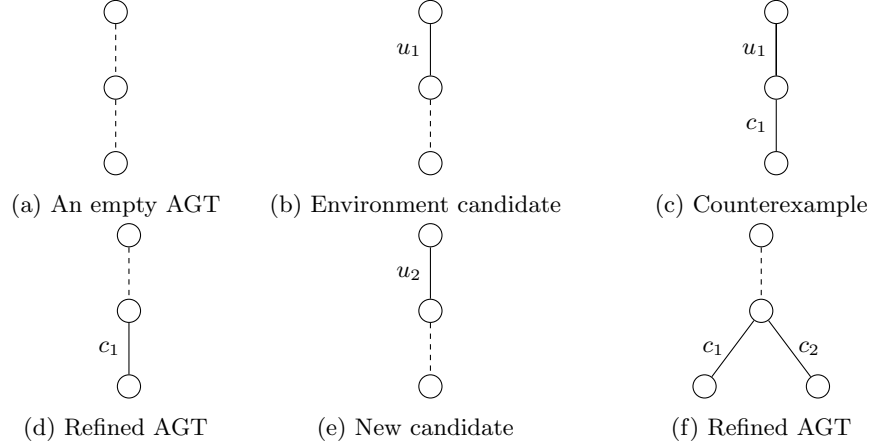 u₁
u₁
c₁
(a) An empty AGT (b) Environment candidate (c) Counterexample
u₂
c₁
c₁ c₂
(d) Refined AGT (e) New candidate (f) Refined AGT